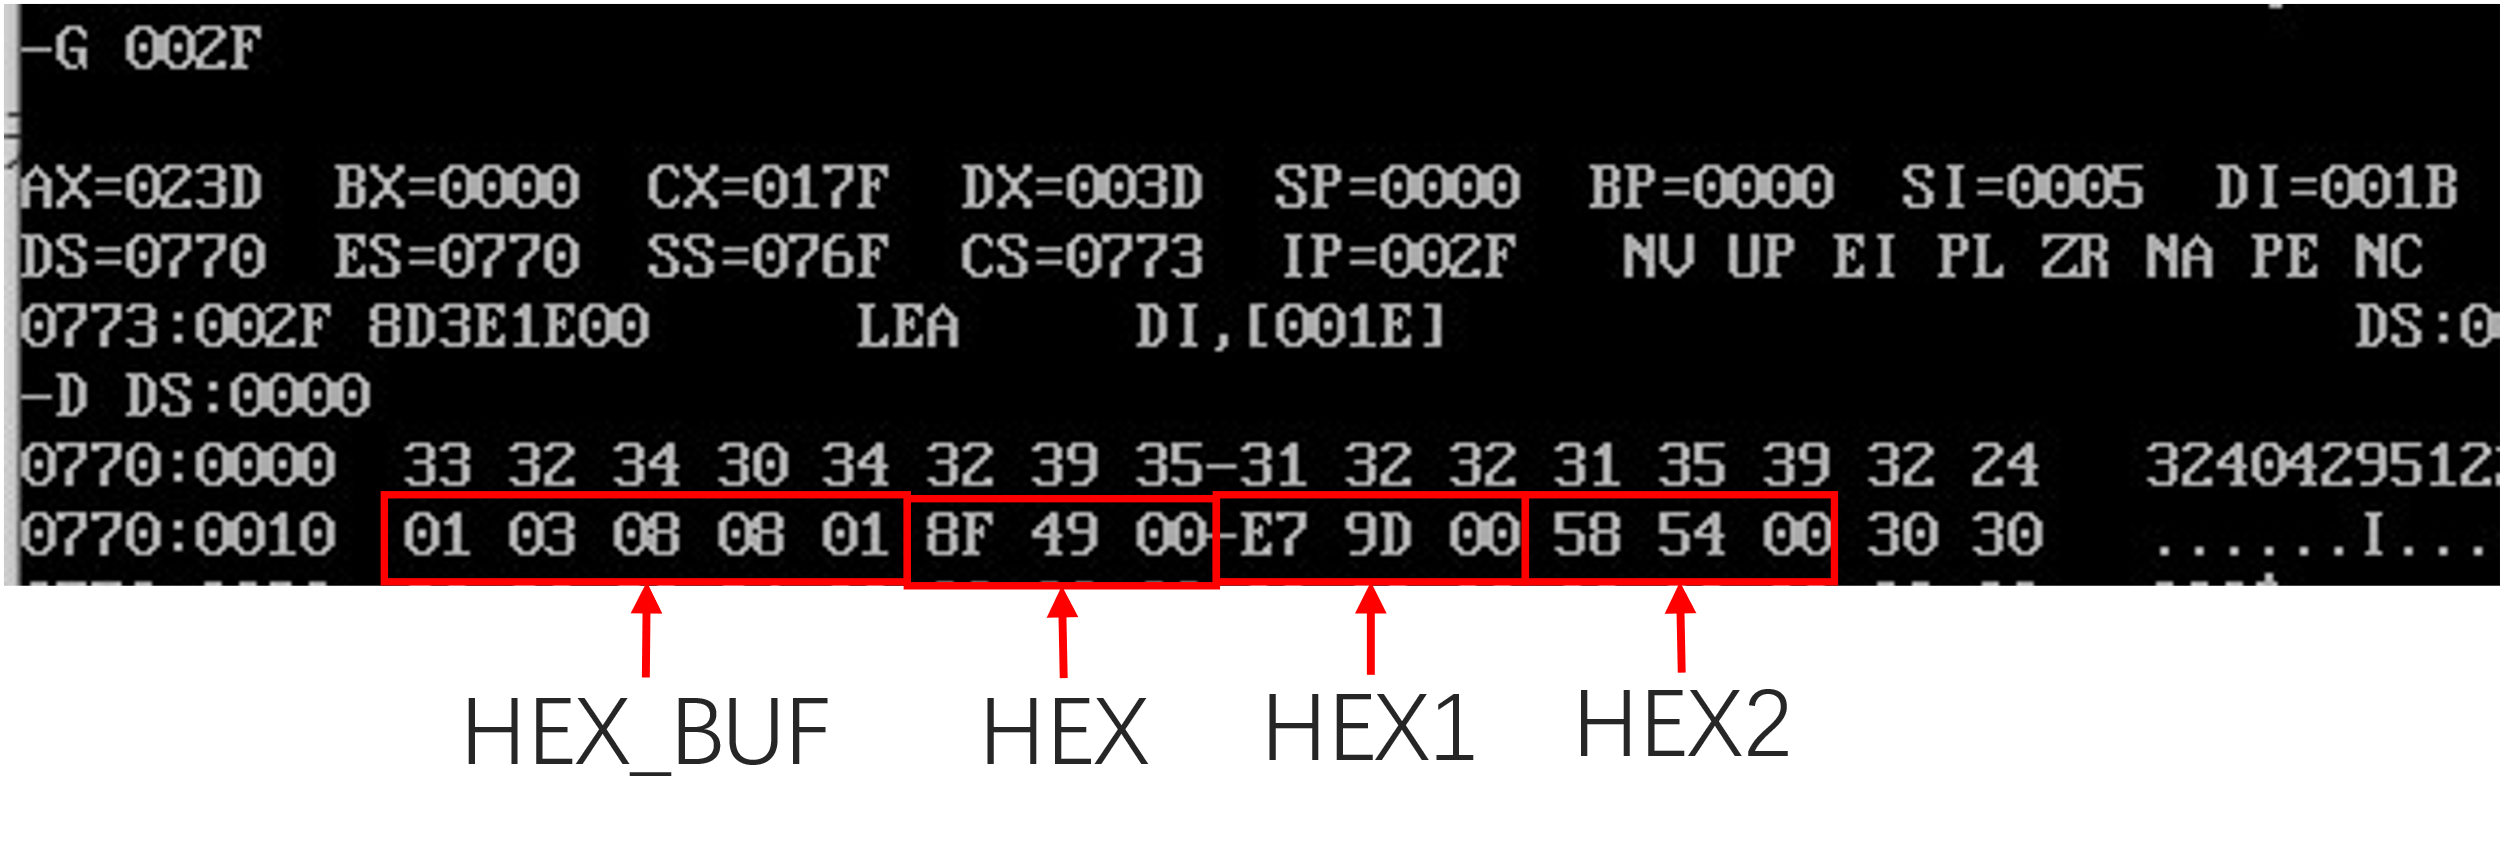 -G 002F
AX=023D BX=0000 CX=017F DX=003D SP=0000 BP=0000 SI=0005 DI=001B
DS=0770 ES=0770 SS=076F CS=0773 IP=002F NV UP EI PL ZR NA PE NC
0773:002F 8D3E1E00 LEA DI,[001E] DS:0
-D DS:0000
0770:0000 33 32 34 30 34 32 39 35-31 32 32 31 35 39 32 24 32404295122
0770:0010 01 03 08 08 01 8F 49 00-E7 9D 00 58 54 00 30 30 ......I...
HEX_BUF HEX HEX1 HEX2